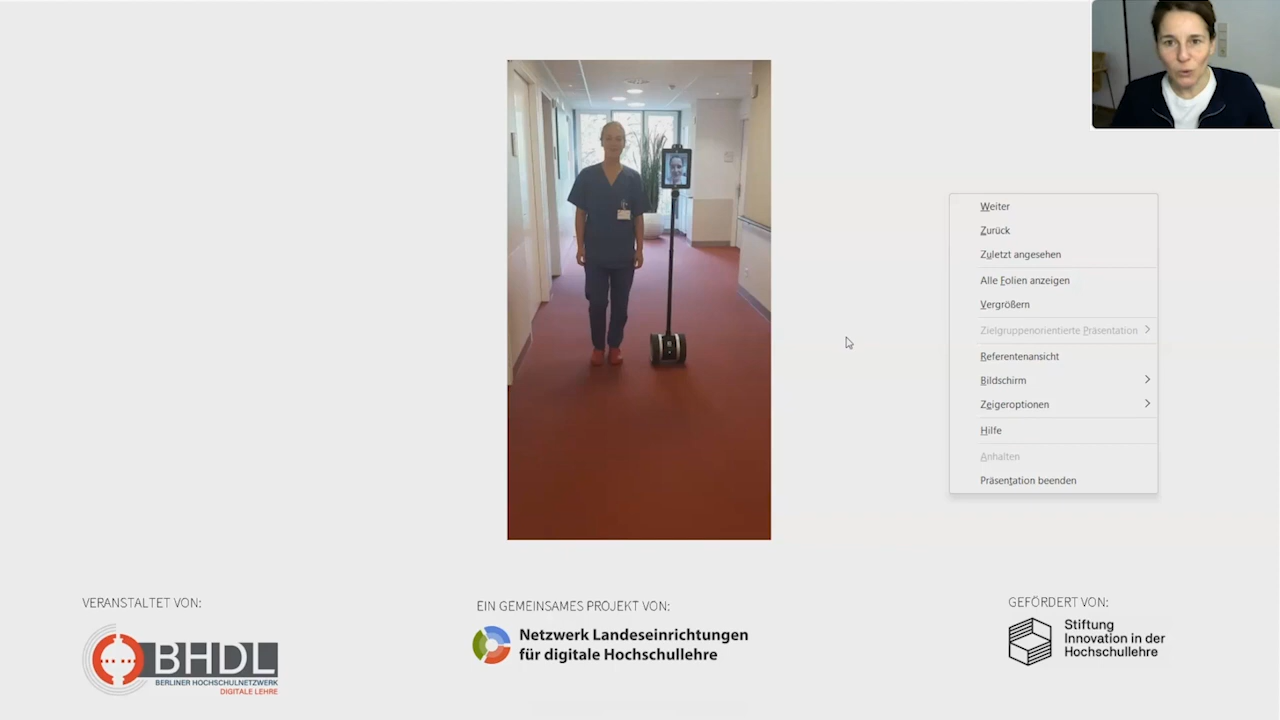 Weiter
Zurück
Zuletzt angesehen
Alle Folien anzeigen
Vergrößern
Zielgruppenorientierte Präsentation
Referentenansicht
Bildschirm
Zeigeroptionen
Hilfe
Anhalten
Präsentation beenden
VERANSTALTET VON:
BHDL
BERLINER HOCHSCHULNETZWERK
DIGITALE LEHRE
EIN GEMEINSAMES PROJEKT VON:
Netzwerk Landeseinrichtungen
für digitale Hochschullehre
GEFÖRDERT VON:
Stiftung
Innovation in der
Hochschullehre